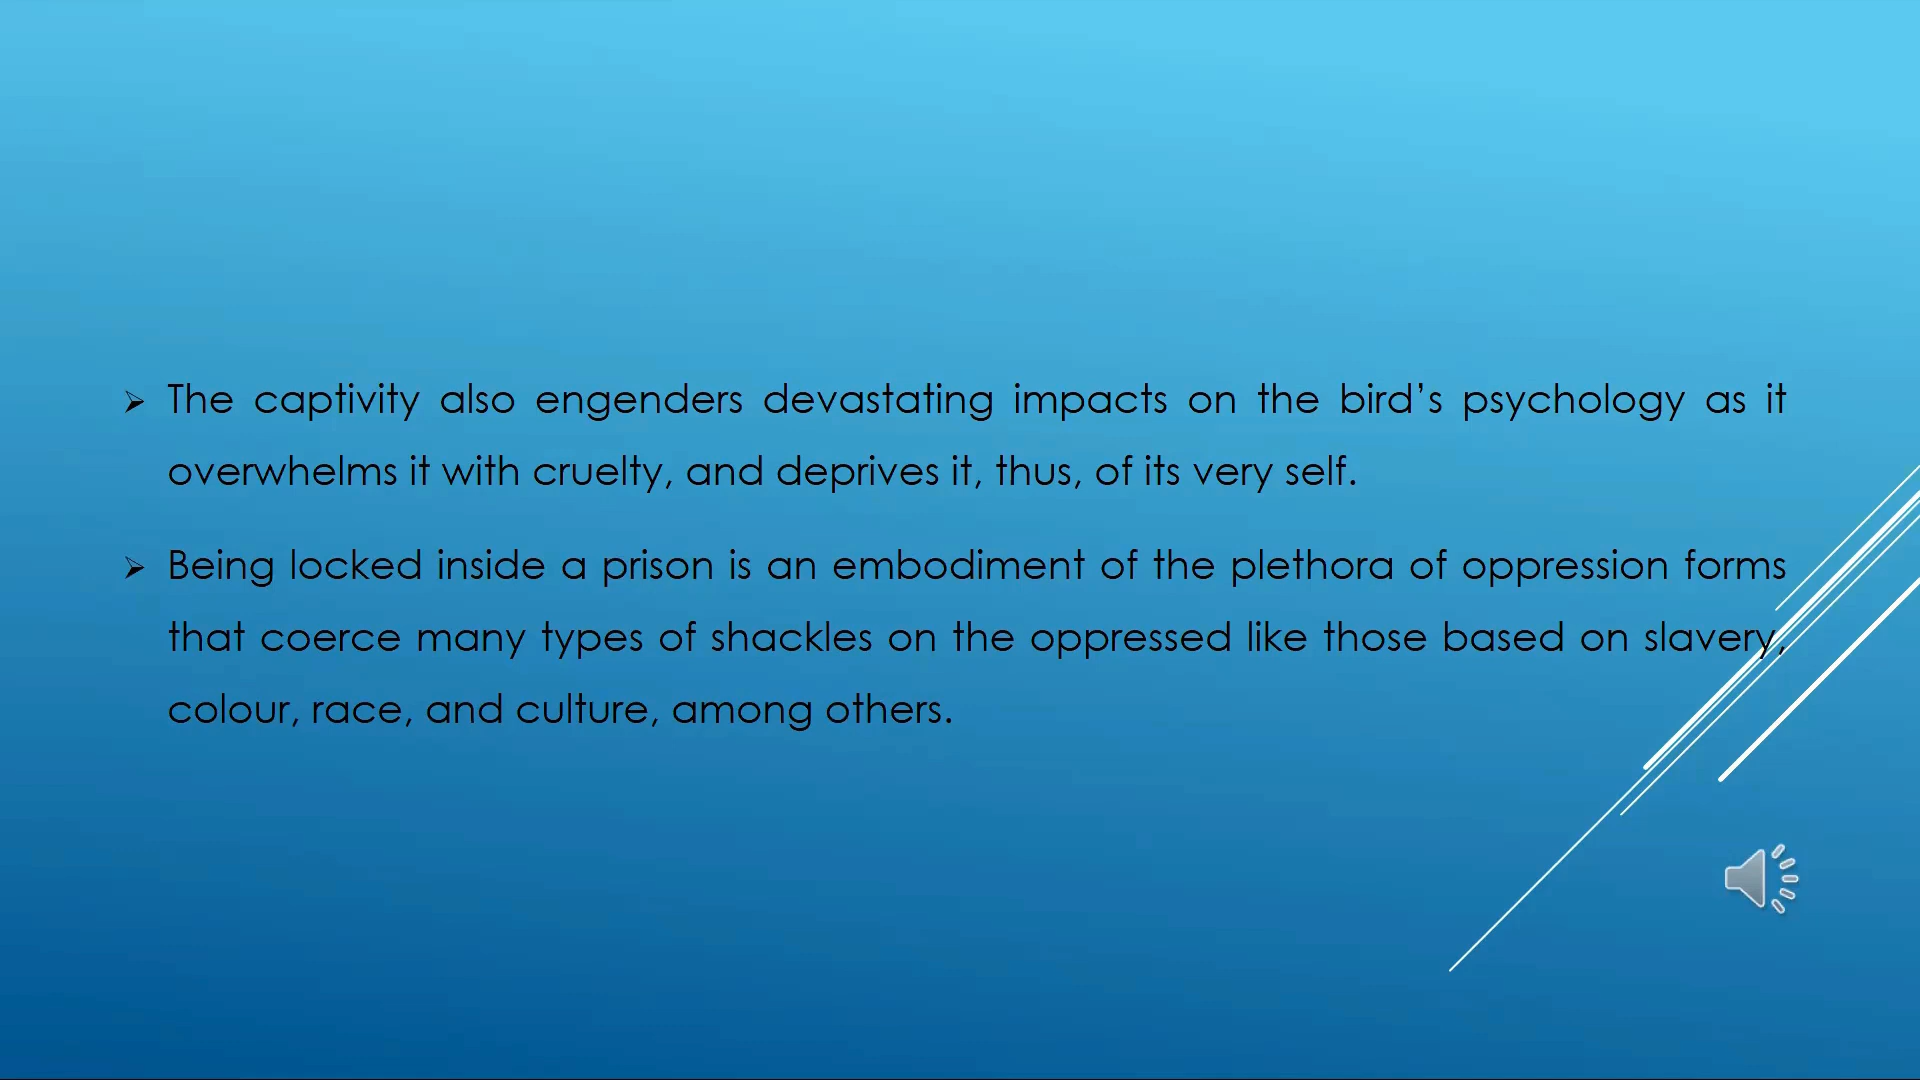 The captivity also engenders devastating impacts on the bird’s psychology as it
overwhelms it with cruelty, and deprives it, thus, of its very self.
Being locked inside a prison is an embodiment of the plethora of oppression forms
that coerce many types of shackles on the oppressed like those based on slavery,
colour, race, and culture, among others.